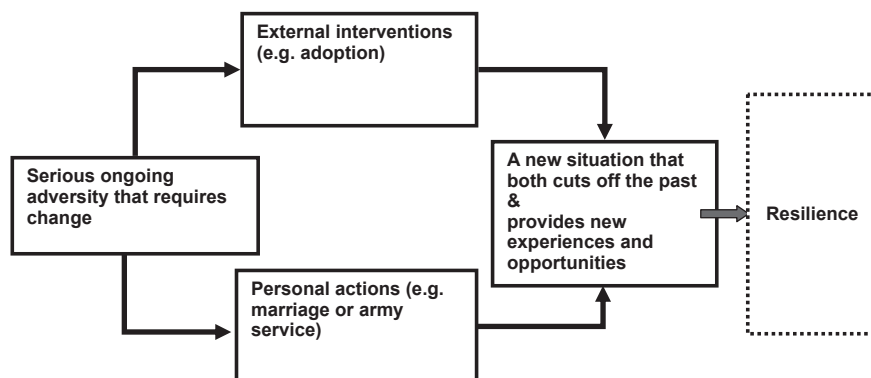 External interventions
(e.g. adoption)
Serious ongoing
adversity that requires
change
A new situation that
both cuts off the past
&
provides new
experiences and
opportunities
Resilience
Personal actions (e.g.
marriage or army
service)